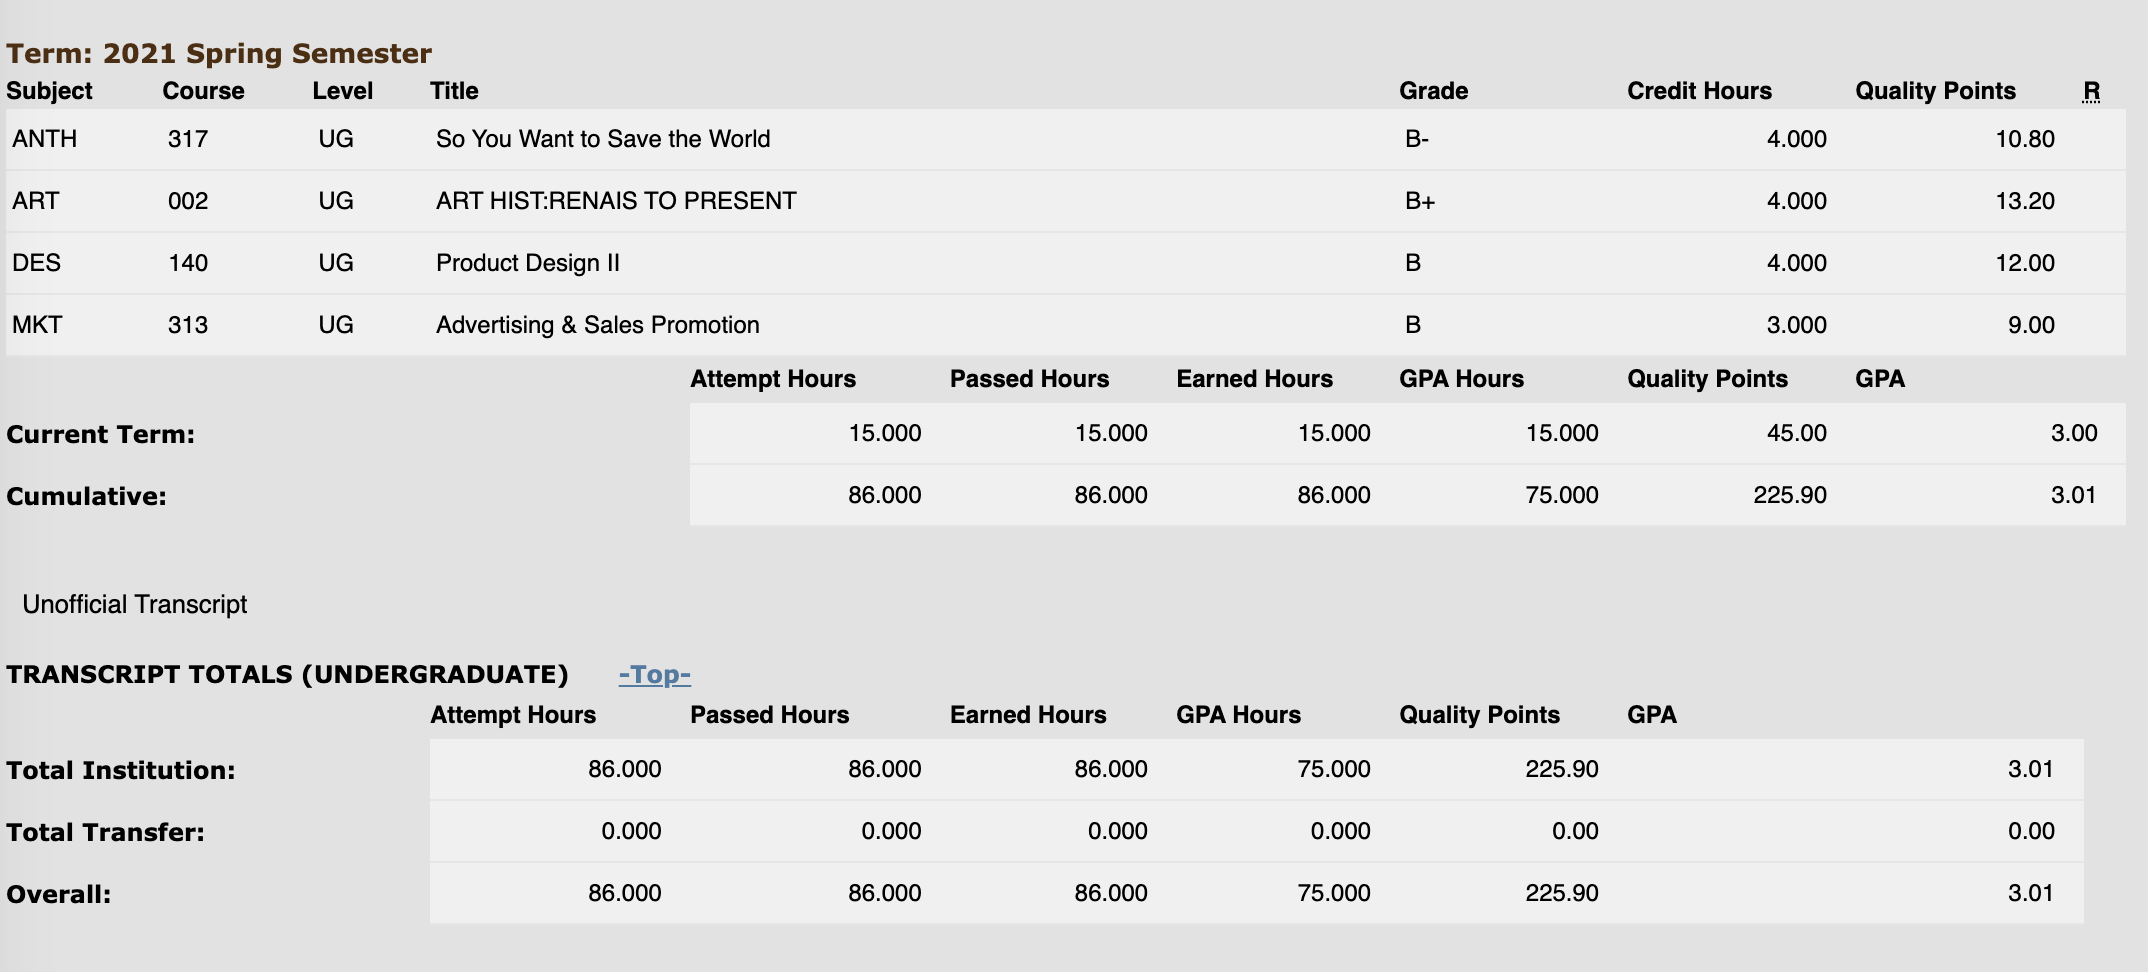 Term: 2021 Spring Semester
Subject Course Level Title Grade Credit Hours Quality Points R
ANTH 317 UG So You Want to Save the World B- 4.000 10.80
ART 002 UG ART HIST:RENAIS TO PRESENT B+ 4.000 13.20
DES 140 UG Product Design II B 4.000 12.00
MKT 313 UG Advertising & Sales Promotion B 3.000 9.00
Attempt Hours Passed Hours Earned Hours GPA Hours Quality Points GPA
Current Term: 15.000 15.000 15.000 15.000 45.00 3.00
Cumulative: 86.000 86.000 86.000 75.000 225.90 3.01
Unofficial Transcript
TRANSCRIPT TOTALS (UNDERGRADUATE) -Top-
Attempt Hours Passed Hours Earned Hours GPA Hours Quality Points GPA
Total Institution: 86.000 86.000 86.000 75.000 225.90 3.01
Total Transfer: 0.000 0.000 0.000 0.000 0.00 0.00
Overall: 86.000 86.000 86.000 75.000 225.90 3.01